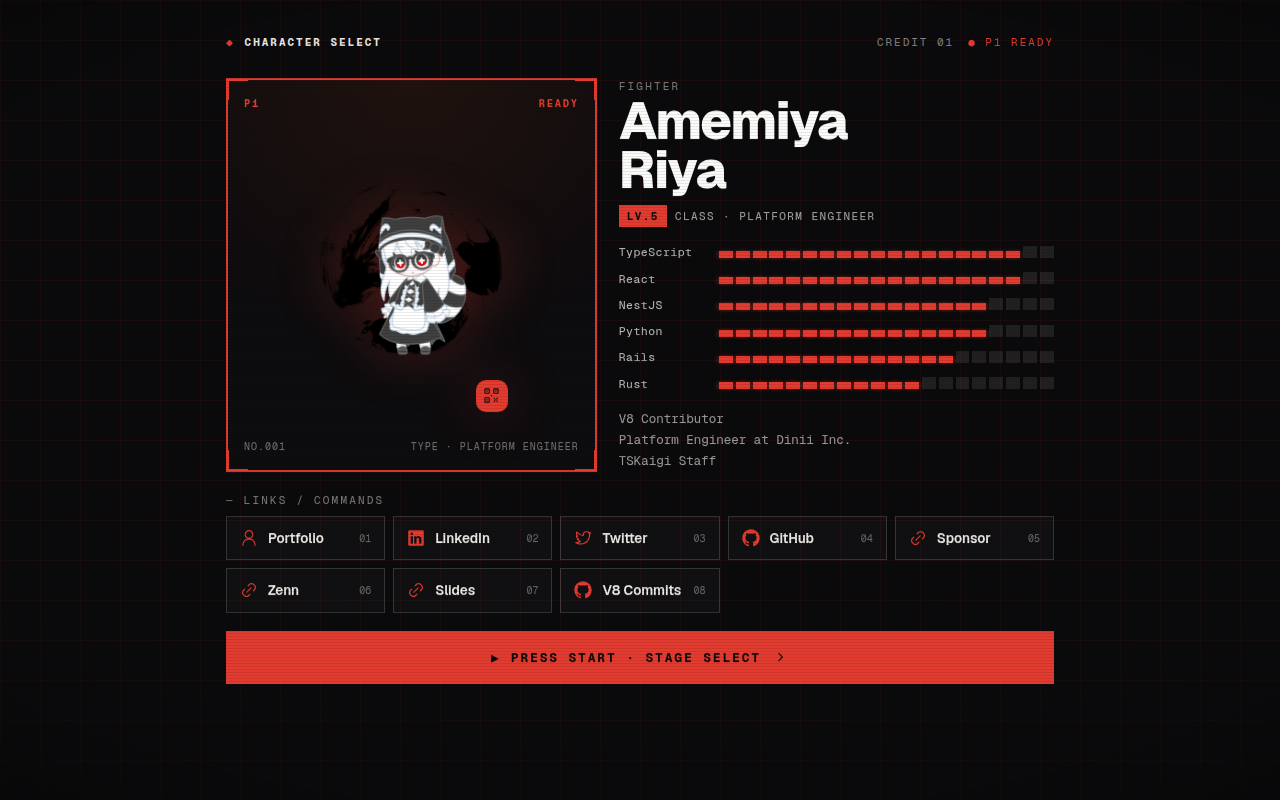 ◆ CHARACTER SELECT
CREDIT 01 ● P1 READY
P1
READY
NO.001
TYPE · PLATFORM ENGINEER
FIGHTER
Amemiya
Riya
LV.5 CLASS · PLATFORM ENGINEER
TypeScript
React
NestJS
Python
Rails
Rust
V8 Contributor
Platform Engineer at Dinii Inc.
TSKaigi Staff
— LINKS / COMMANDS
Portfolio 01
LinkedIn 02
Twitter 03
GitHub 04
Sponsor 05
Zenn 06
Slides 07
V8 Commits 08
▶ PRESS START · STAGE SELECT